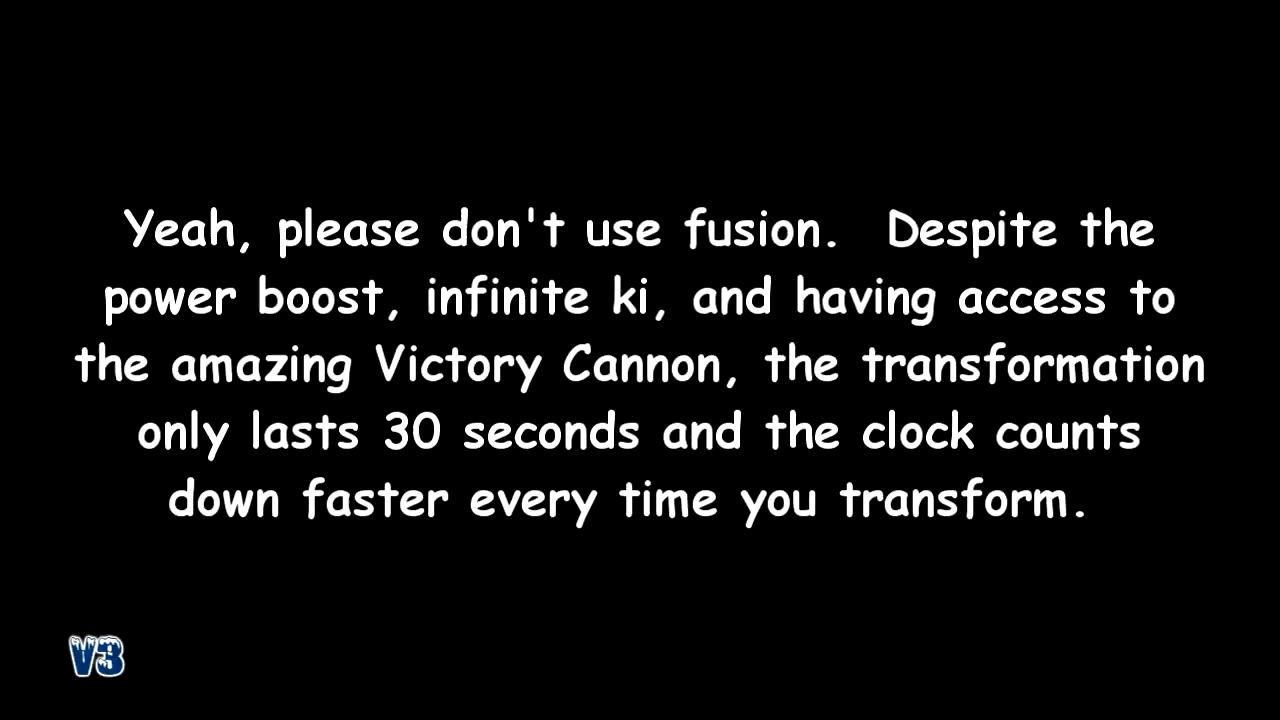 Yeah, please don't use fusion.  Despite the
power boost, infinite ki, and having access to
the amazing Victory Cannon, the transformation
only lasts 30 seconds and the clock counts
down faster every time you transform.
V3